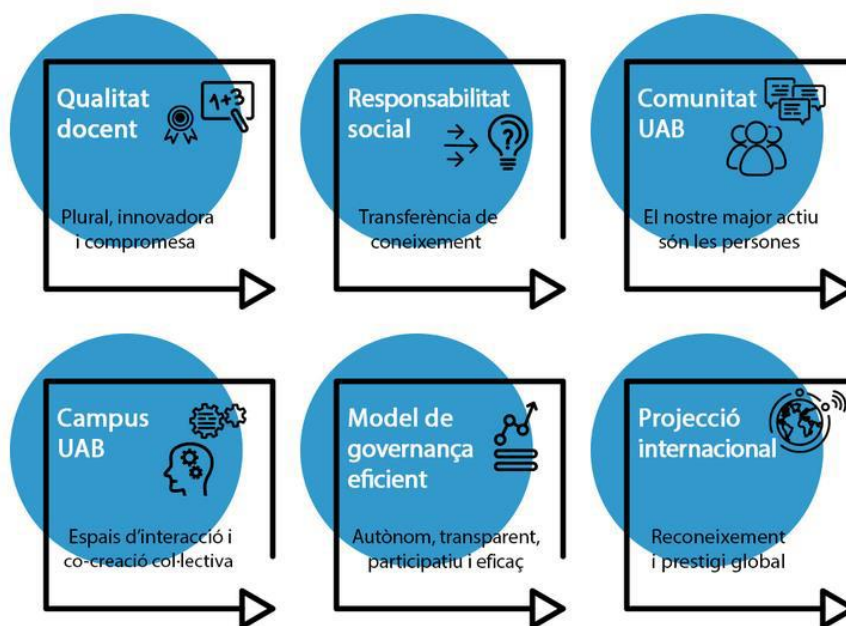 Qualitat
docent
1+3
Plural, innovadora
i compromesa
Responsabilitat
social
?
Transferència de
coneixement
Comunitat
UAB
El nostre major actiu
són les persones
Campus
UAB
Espais d'interacció i
co-creació col·lectiva
Model de
governança
eficient
Autònom, transparent,
participatiu i eficaç
Projecció
internacional
Reconeixement
i prestigi global